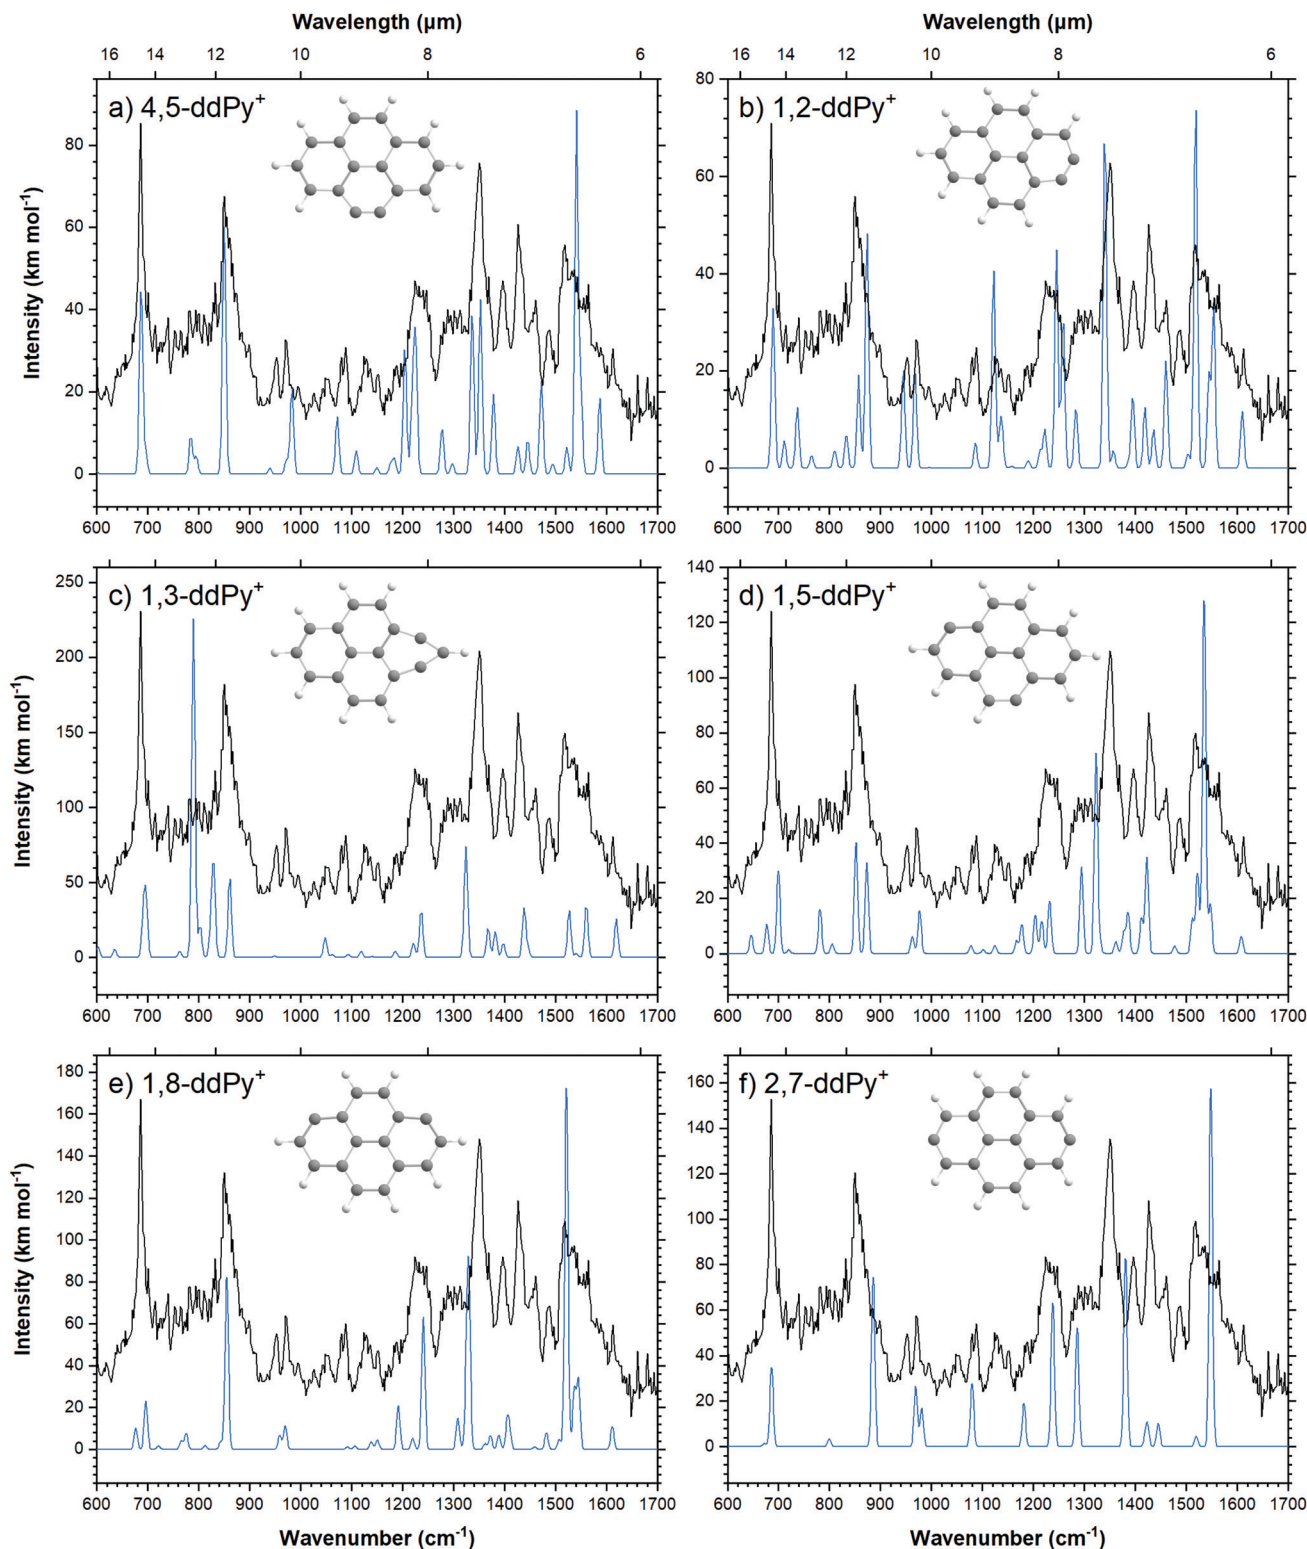 Wavelength (µm)
Wavelength (µm)
16 14 12 10 8 6
16 14 12 10 8 6
a) 4,5-ddPy+
b) 1,2-ddPy+
Intensity (km mol-1)
80
60
40
20
0
80
60
40
20
0
600 700 800 900 1000 1100 1200 1300 1400 1500 1600 1700
600 700 800 900 1000 1100 1200 1300 1400 1500 1600 1700
c) 1,3-ddPy+
d) 1,5-ddPy+
Intensity (km mol-1)
250
200
150
100
50
0
140
120
100
80
60
40
20
0
600 700 800 900 1000 1100 1200 1300 1400 1500 1600 1700
600 700 800 900 1000 1100 1200 1300 1400 1500 1600 1700
e) 1,8-ddPy+
f) 2,7-ddPy+
Intensity (km mol-1)
180
160
140
120
100
80
60
40
20
0
160
140
120
100
80
60
40
20
0
600 700 800 900 1000 1100 1200 1300 1400 1500 1600 1700
600 700 800 900 1000 1100 1200 1300 1400 1500 1600 1700
Wavenumber (cm-1)
Wavenumber (cm-1)